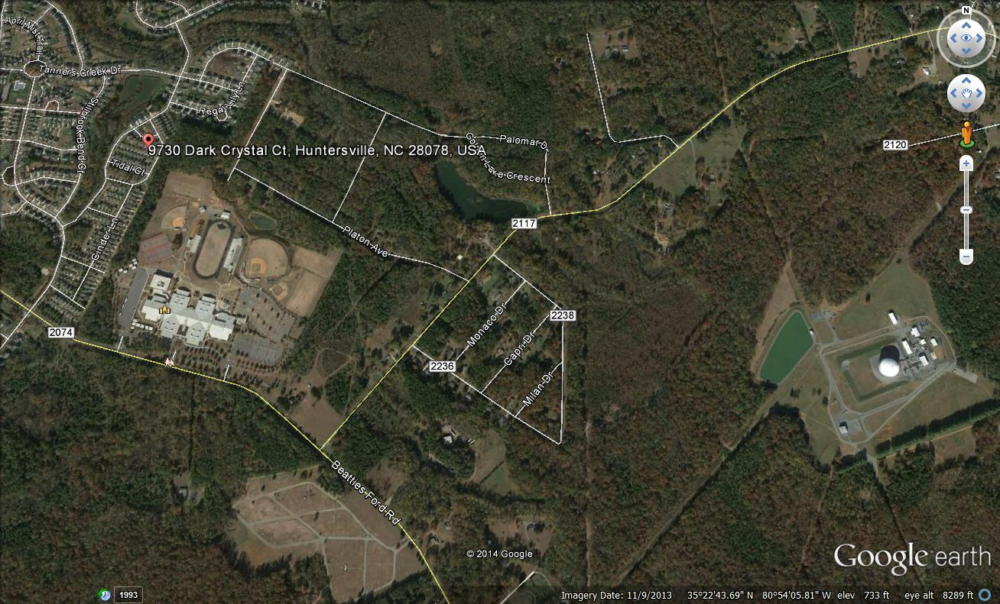 April Mist Trail
N
Tanners Creek Dr
Regal Lily Ln
Stillbrook Bend Ct
9730 Dark Crystal Ct, Huntersville, NC 28078, USA
Palomar Dr
2120
Tidal Ct
Golden Lake Crescent
Cinder Ln
2117
Platon Ave
2238
Monaco Dr
2074
Capri Dr
2236
Milan Dr
Beatties Ford Rd
© 2014 Google
Google earth
1993
Imagery Date: 11/9/2013 35°22'43.69" N 80°54'05.81" W elev 733 ft eye alt 8289 ft